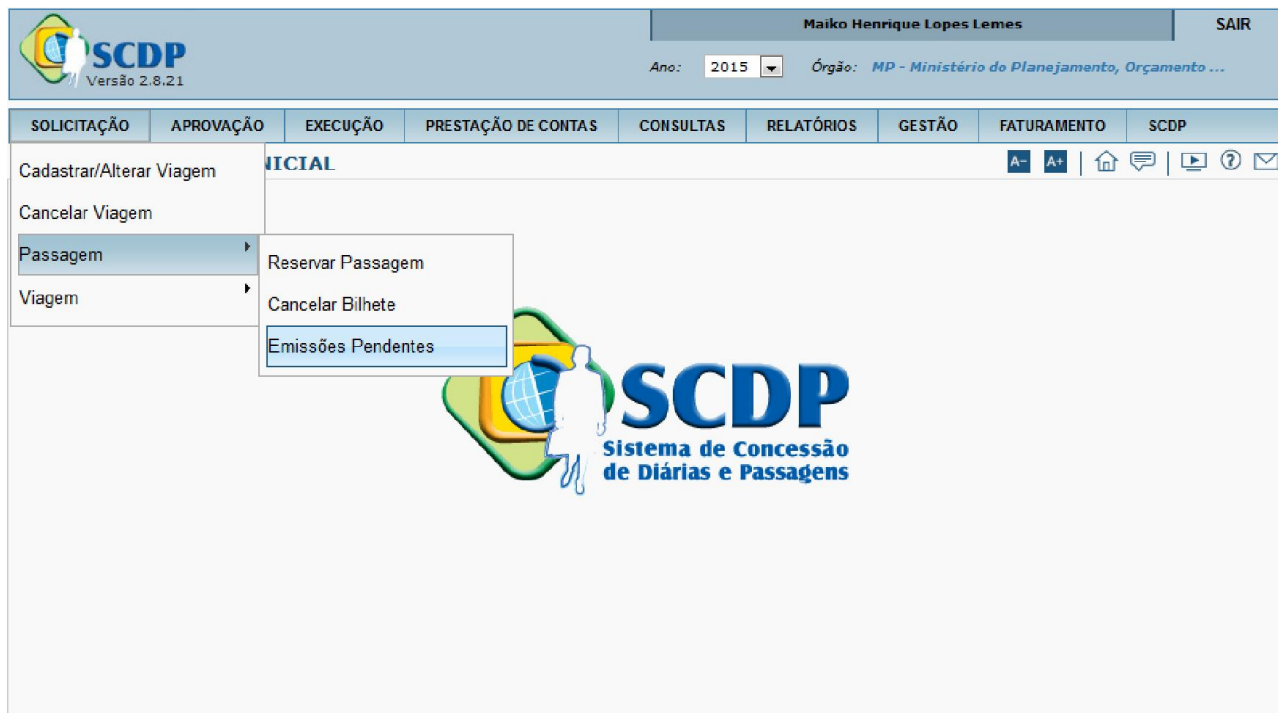 SCDP
Versão 2.8.21
Maiko Henrique Lopes Lemes
SAIR
Ano: 2015 Órgão: MP - Ministério do Planejamento, Orçamento ...
SOLICITAÇÃO APROVAÇÃO EXECUÇÃO PRESTAÇÃO DE CONTAS CONSULTAS RELATÓRIOS GESTÃO FATURAMENTO SCDP
NICIAL
A- A+ | | ?
Cadastrar/Alterar Viagem
Cancelar Viagem
Passagem
Viagem
Reservar Passagem
Cancelar Bilhete
Emissões Pendentes
SCDP
Sistema de Concessão
de Diárias e Passagens